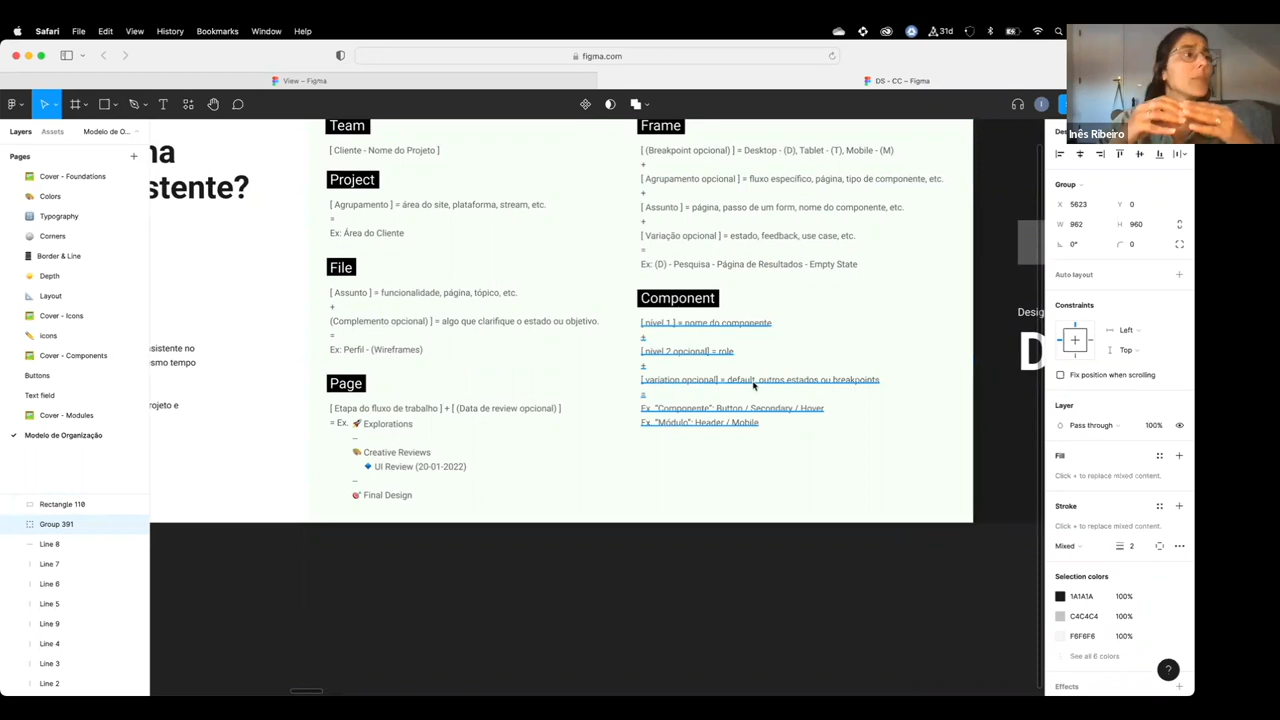 Safari File Edit View History Bookmarks Window Help
31d
figma.com
View – Figma
DS - CC – Figma
Inês Ribeiro
Layers Assets Modelo de O...
Pages
Cover - Foundations
Colors
Typography
Corners
Border & Line
Depth
Layout
Cover - Icons
icons
Cover - Components
Buttons
Text field
Cover - Modules
Modelo de Organização
Rectangle 110
Group 391
Line 8
Line 7
Line 6
Line 5
Line 9
Line 4
Line 3
Line 2
stente?
Team
[ Cliente - Nome do Projeto ]
Project
[ Agrupamento ] = área do site, plataforma, stream, etc.
=
Ex: Área do Cliente
File
[ Assunto ] = funcionalidade, página, tópico, etc.
+
(Complemento opcional) ] = algo que clarifique o estado ou objetivo.
=
Ex: Perfil - (Wireframes)
Page
[ Etapa do fluxo de trabalho ] + [ (Data de review opcional) ]
= Ex. 🚀 Explorations
--
🎨 Creative Reviews
🔹 UI Review (20-01-2022)
--
🎯 Final Design
Frame
[ (Breakpoint opcional) ] = Desktop - (D), Tablet - (T), Mobile - (M)
+
[ Agrupamento opcional ] = fluxo específico, página, tipo de componente, etc.
+
[ Assunto ] = página, passo de um form, nome do componente, etc.
+
[ Variação opcional ] = estado, feedback, use case, etc.
=
Ex: (D) - Pesquisa - Página de Resultados - Empty State
Component
[ nível 1 ] = nome do componente
+
[ nível 2 opcional] = role
+
[ variation opcional] = default, outros estados ou breakpoints
=
Ex. "Componente": Button / Secondary / Hover
Ex. "Módulo": Header / Mobile
Desig
D
Group
X 5623 Y 0
W 962 H 960
0° 0
Auto layout
Constraints
Left
Top
Fix position when scrolling
Layer
Pass through 100%
Fill
Click + to replace mixed content.
Stroke
Click + to replace mixed content.
Mixed 2
Selection colors
1A1A1A 100%
C4C4C4 100%
F6F6F6 100%
See all 6 colors
Effects
?